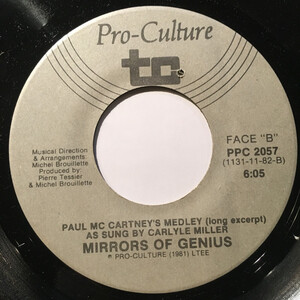 Pro-Culture
tc
Musical Direction
& Arrangements:
Michel Brouillette
Produced by:
Pierre Tessier
& Michel Brouillette
FACE "B"
PPC 2057
(1131-11-82-B)
6:05
PAUL MC CARTNEY'S MEDLEY (long excerpt)
AS SUNG BY CARLYLE MILLER
MIRRORS OF GENIUS
℗ PRO-CULTURE (1981) LTEE